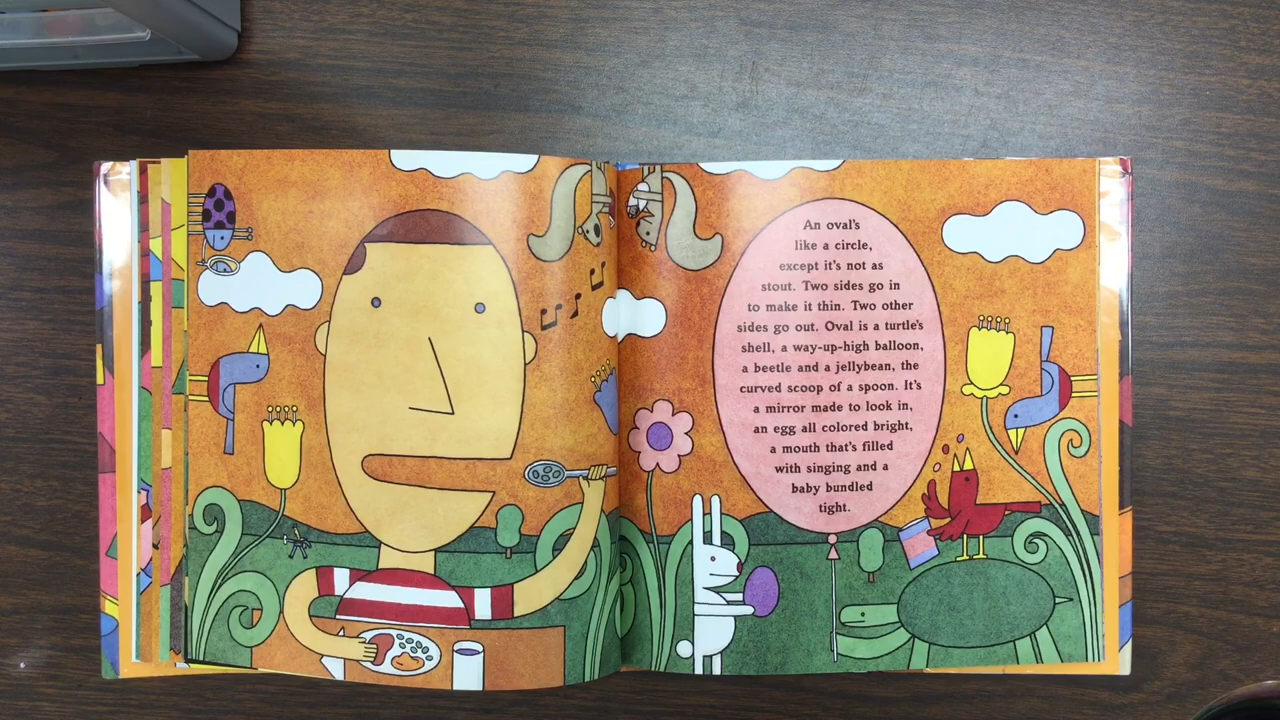 An oval's
like a circle,
except it's not as
stout. Two sides go in
to make it thin. Two other
sides go out. Oval is a turtle's
shell, a way-up-high balloon,
a beetle and a jellybean, the
curved scoop of a spoon. It's
a mirror made to look in,
an egg all colored bright,
a mouth that's filled
with singing and a
baby bundled
tight.